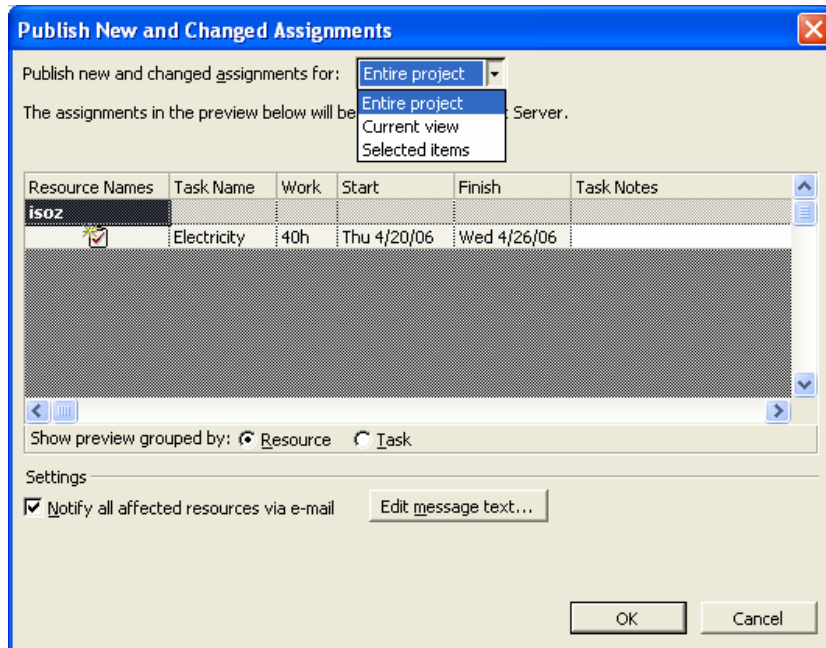 Publish New and Changed Assignments
Publish new and changed assignments for: Entire project
Entire project
The assignments in the preview below will be Server.
Current view
Selected items
Resource Names Task Name Work Start Finish Task Notes
isoz
Electricity 40h Thu 4/20/06 Wed 4/26/06
Show preview grouped by: Resource Task
Settings
Notify all affected resources via e-mail Edit message text...
OK Cancel